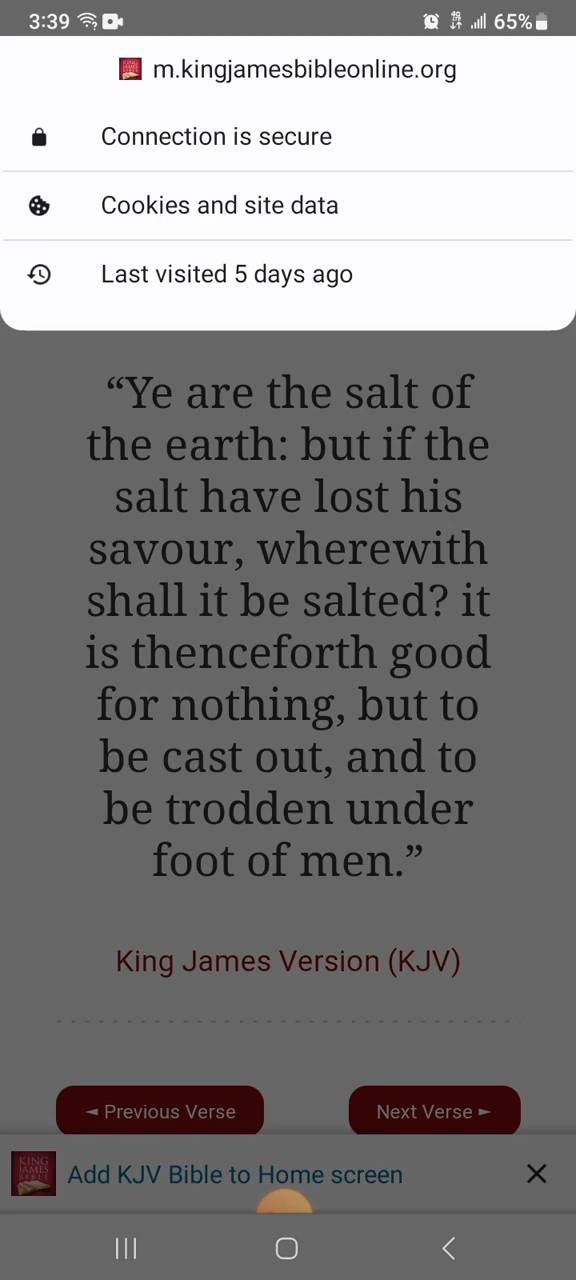 3:39
65%
m.kingjamesbibleonline.org
Connection is secure
Cookies and site data
Last visited 5 days ago
“Ye are the salt of
the earth: but if the
salt have lost his
savour, wherewith
shall it be salted? it
is thenceforth good
for nothing, but to
be cast out, and to
be trodden under
foot of men.”
King James Version (KJV)
◄ Previous Verse
Next Verse ►
KING
JAMES
BIBLE
Add KJV Bible to Home screen